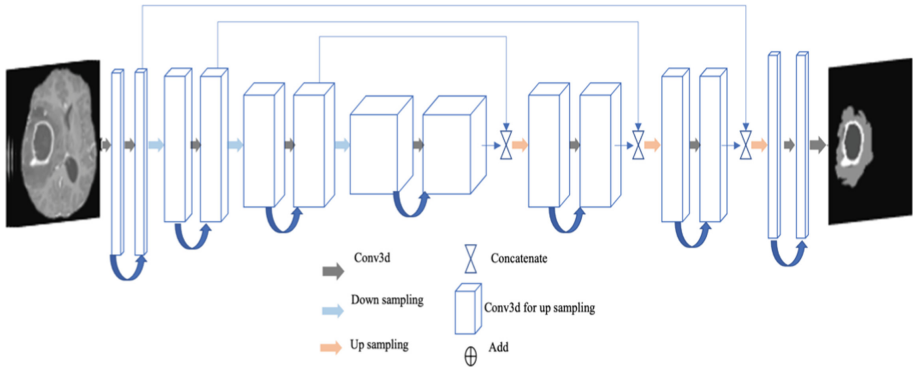 Conv3d
Concatenate
Down sampling
Conv3d for up sampling
Up sampling
Add